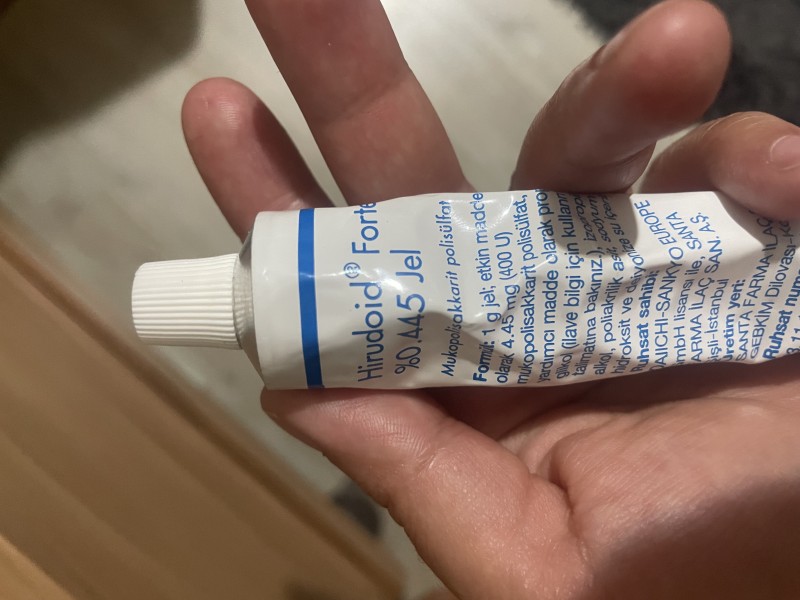 Hirudoid® Forte
%0.445 Jel
Mukopolisakkarit polisülfat
Formül: 1 g jel; etkin madde
olarak 4.45 mg (400 U)
mukopolisakkarit polisülfat,
yardımcı madde olarak
glikol (ilave bilgi için kullanma
talimatına bakınız.),
alkol, poliakrilik asit, sodyum
hidroksit ve
Ruhsat sahibi:
DAIICHI-SANKYO EUROPE
GmbH lisansı ile, SANTA
FARMA İLAÇ SAN. A.Ş.
Şişli-İstanbul
Üretim yeri:
SANTA FARMA İLAÇ
GEBKİM Dilovası-
Ruhsat